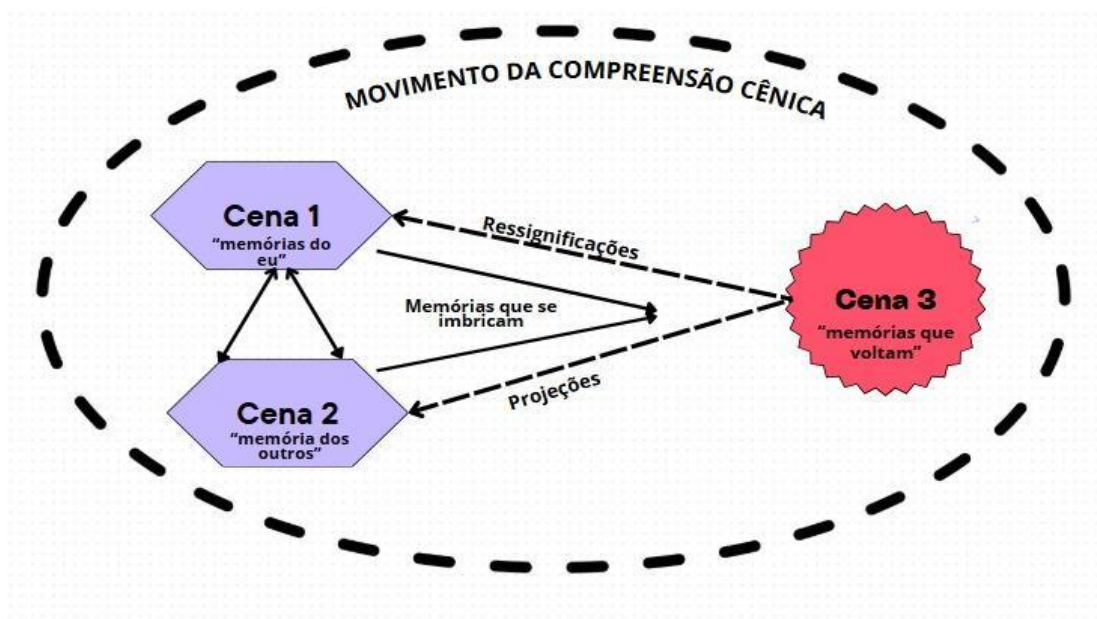 MOVIMENTO DA COMPREENSÃO CÊNICA
Cena 1
“memórias do
eu”
Ressignificações
Memórias que se
imbricam
Cena 3
“memórias que
voltam”
Projeções
Cena 2
“memória dos
outros”